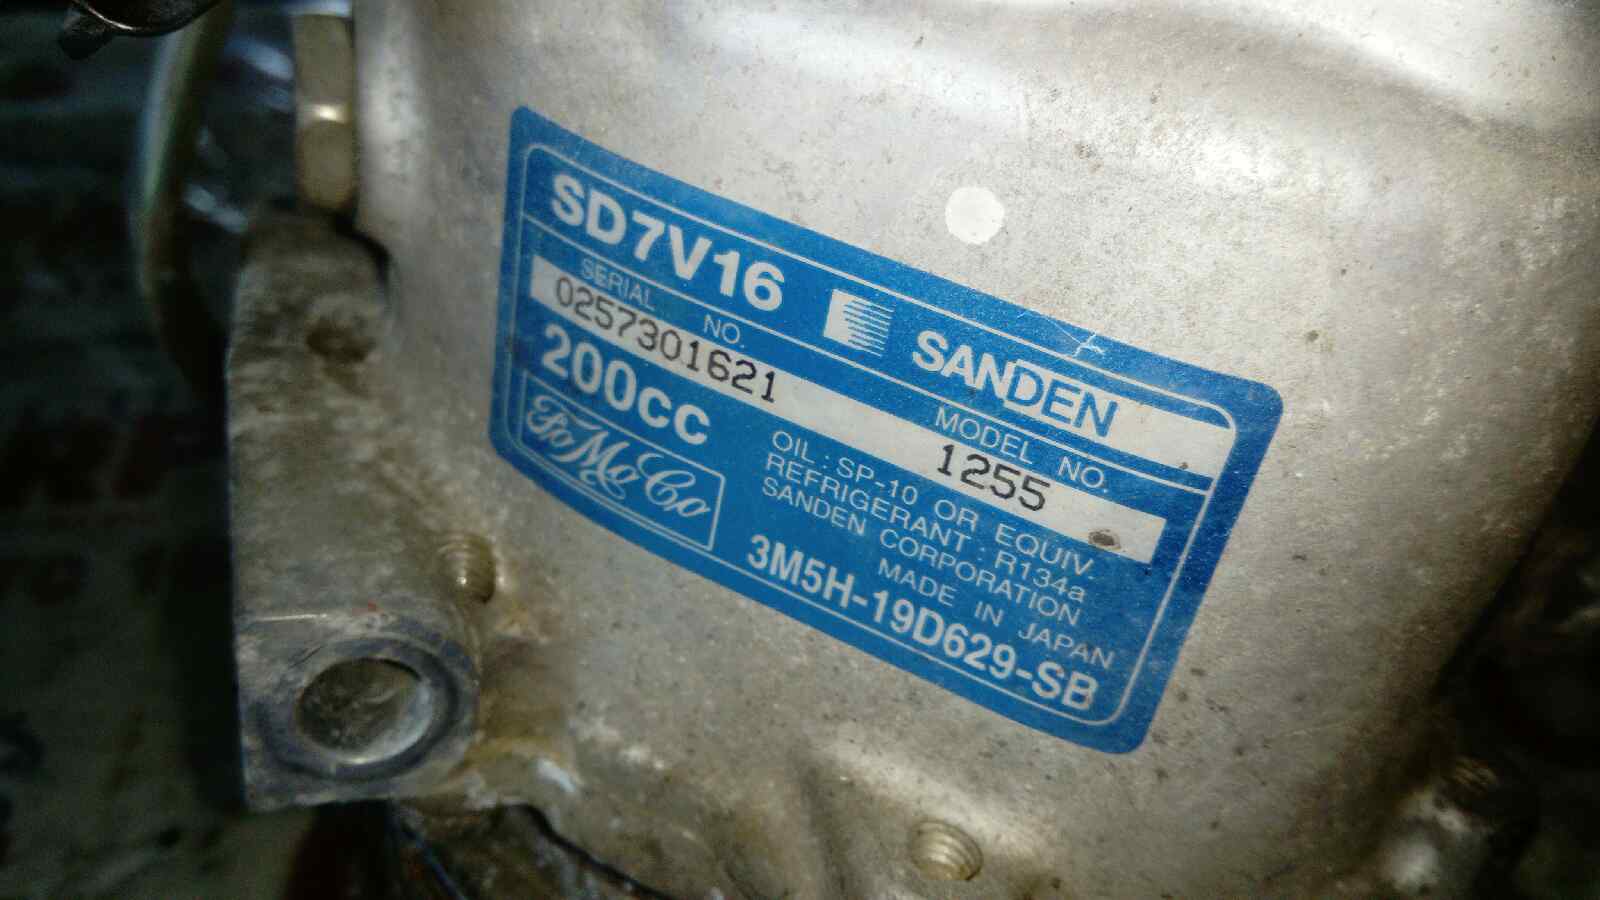 SD7V16 SANDEN
SERIAL NO. MODEL NO.
0257301621 1255
200cc
OIL : SP-10 OR EQUIV.
REFRIGERANT : R134a
SANDEN CORPORATION
MADE IN JAPAN
FoMoCo
3M5H-19D629-SB